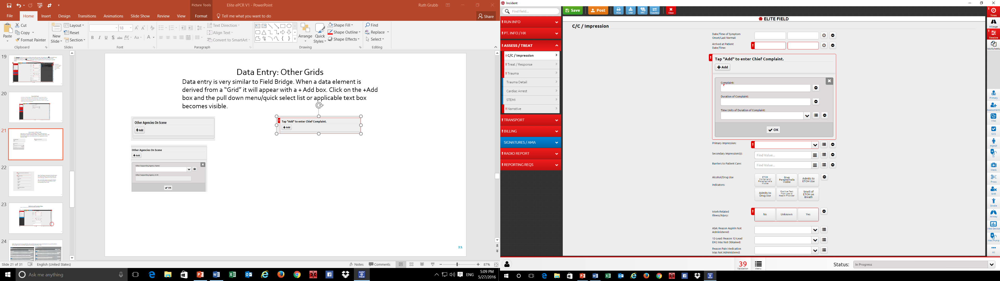 Picture Tools
Elite ePCR V1 - PowerPoint
Ruth Grubb
File
Home
Insert
Design
Transitions
Animations
Slide Show
Review
View
Format
Tell me what you want to do
Share
Paste
Cut
Copy
Format Painter
Clipboard
New
Slide
Layout
Reset
Section
Slides
18
Font
Text Direction
Align Text
Convert to SmartArt
Paragraph
Arrange
Quick
Styles
Shape Fill
Shape Outline
Shape Effects
Drawing
Find
Replace
Select
Editing
19
20
21
22
23
24
Data Entry: Other Grids
Data entry is very similar to Field Bridge. When a data element is
derived from a “Grid” it will appear with a + Add box. Click on the +Add
box and the pull down menu/quick select list or applicable text box
becomes visible.
Other Agencies On Scene
+ Add
Tap "Add" to enter Chief Complaint.
+ Add
Other Agencies On Scene
+ Add
Other Supporting Agency Name:
Other Supporting Agency ID #:
OK
21
Slide 21 of 31
English (United States)
Notes
Comments
87%
Ask me anything
ENG
5:09 PM
5/27/2016
Incident
Find field...
Save
Post
Print
CAD
EKG
Transfers
Close
ELITE FIELD
! RUN INFO
! PT. INFO / HX
! ASSESS / TREAT
! C/C / Impression
! Treat / Response
! Trauma
Trauma Detail
Cardiac Arrest
STEMI
! Narrative
! TRANSPORT
! BILLING
SIGNATURES / AMA
! RADIO REPORT
! REPORTING REQS
C/C / Impression
Date/Time of Symptom
Onset/Last Normal:
Arrived at Patient
Date/Time:
Tap "Add" to enter Chief Complaint.
+ Add
Complaint:
Duration of Complaint:
Time Units of Duration of Complaint:
OK
Primary Impression:
Secondary Impression(s):
Find Value...
Barriers to Patient Care:
Find Value...
Alcohol/Drug Use
Indicators:
ETOH
Containers/
Paraphernalia
Visible
Drug
Paraphernalia
Visible
Admits to
ETOH Use
Admits to
Drug Use
Positive Test
from Law or
Health Provider
Smell of
ETOH on
Breath
Work-Related
Illness/Injury:
No
Unknown
Yes
ASA: Reason Aspirin Not
Administered:
12-Lead: Reason 12-Lead
EKG Was Not Obtained:
Reason Pain Medication
Was Not Administered:
Times
Mileage
Timeline
Worksheets
Primary
Assessments
Vital
GCS
PQRST
IV
Meds
Procs
SMR
Stroke
Airway
Med Device
Med Pump
All
39
Validation
Menu
Status:
In Progress